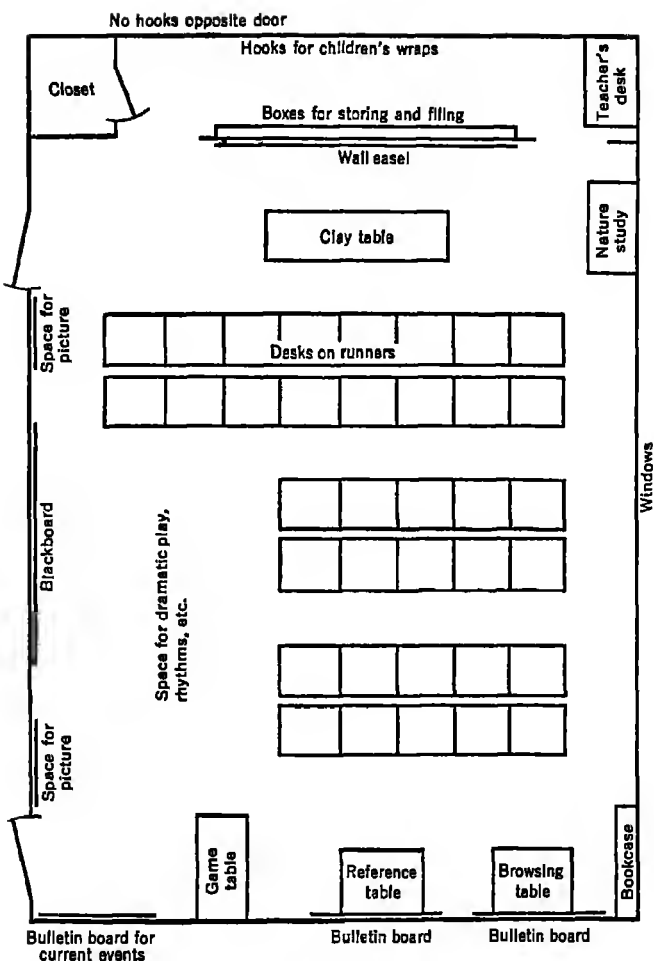 No hooks opposite door
Hooks for children's wraps
Closet
Teacher's
desk
Boxes for storing and filing
Wall easel
Clay table
Nature
study
Space for
picture
Desks on runners
Windows
Blackboard
Space for dramatic play,
rhythms, etc.
Space for
picture
Game
table
Reference
table
Browsing
table
Bookcase
Bulletin board for
current events
Bulletin board
Bulletin board